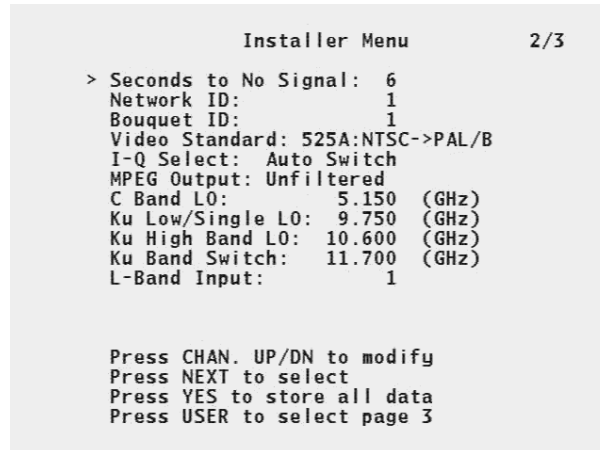 Installer Menu 2/3
> Seconds to No Signal: 6
Network ID: 1
Bouquet ID: 1
Video Standard: 525A:NTSC->PAL/B
I-Q Select: Auto Switch
MPEG Output: Unfiltered
C Band LO: 5.150 (GHz)
Ku Low/Single LO: 9.750 (GHz)
Ku High Band LO: 10.600 (GHz)
Ku Band Switch: 11.700 (GHz)
L-Band Input: 1
Press CHAN. UP/DN to modify
Press NEXT to select
Press YES to store all data
Press USER to select page 3